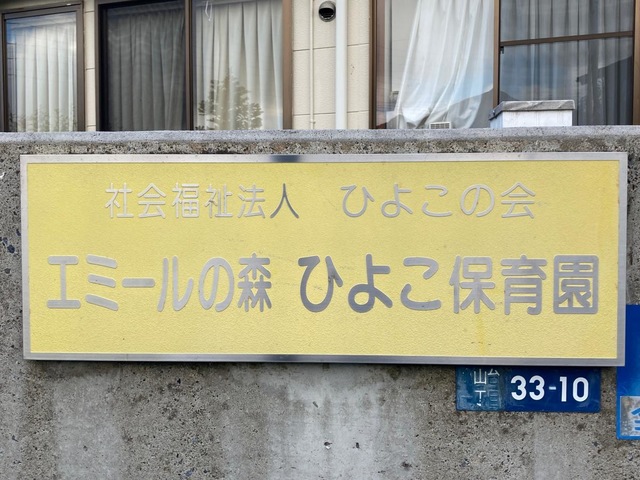 社会福祉法人 ひよこの会
エミールの森 ひよこ保育園
33-10